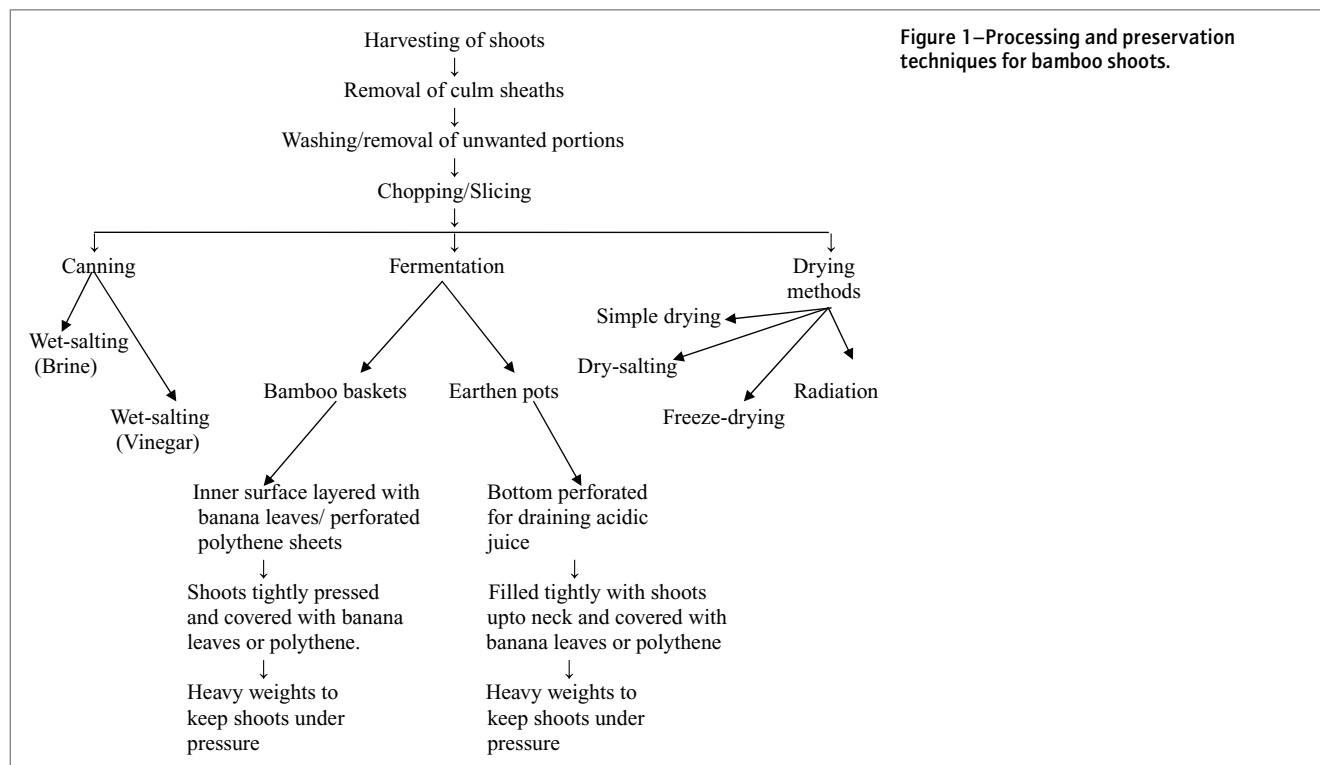 Figure 1–Processing and preservation
techniques for bamboo shoots.
Harvesting of shoots
↓
Removal of culm sheaths
↓
Washing/removal of unwanted portions
↓
Chopping/Slicing
↓
↓ ↓ ↓
Canning
Wet-salting
(Brine)
Wet-salting
(Vinegar)
Fermentation
Bamboo baskets
Inner surface layered with
banana leaves/ perforated
polythene sheets
↓
Shoots tightly pressed
and covered with banana
leaves or polythene.
↓
Heavy weights to
keep shoots under
pressure
Earthen pots
Bottom perforated
for draining acidic
juice
↓
Filled tightly with shoots
upto neck and covered with
banana leaves or polythene
↓
Heavy weights to
keep shoots under
pressure
Drying
methods
Simple drying
Dry-salting
Freeze-drying
Radiation